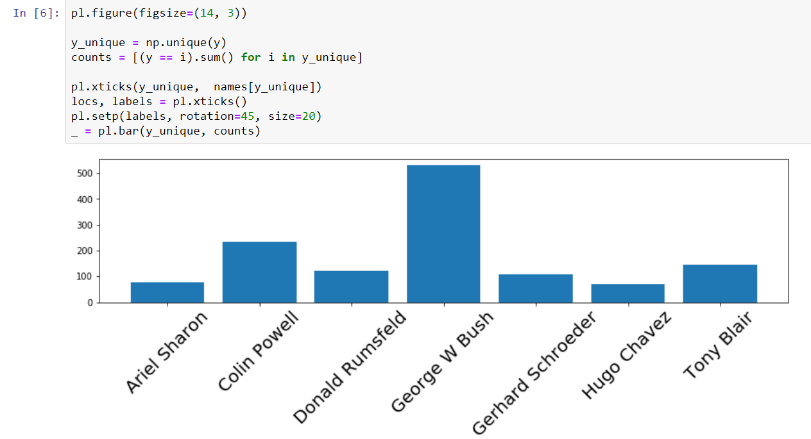 In [6]: pl.figure(figsize=(14, 3))
y_unique = np.unique(y)
counts = [(y == i).sum() for i in y_unique]
pl.xticks(y_unique,  names[y_unique])
locs, labels = pl.xticks()
pl.setp(labels, rotation=45, size=20)
_ = pl.bar(y_unique, counts)
500
400
300
200
100
0
Ariel Sharon
Colin Powell
Donald Rumsfeld
George W Bush
Gerhard Schroeder
Hugo Chavez
Tony Blair